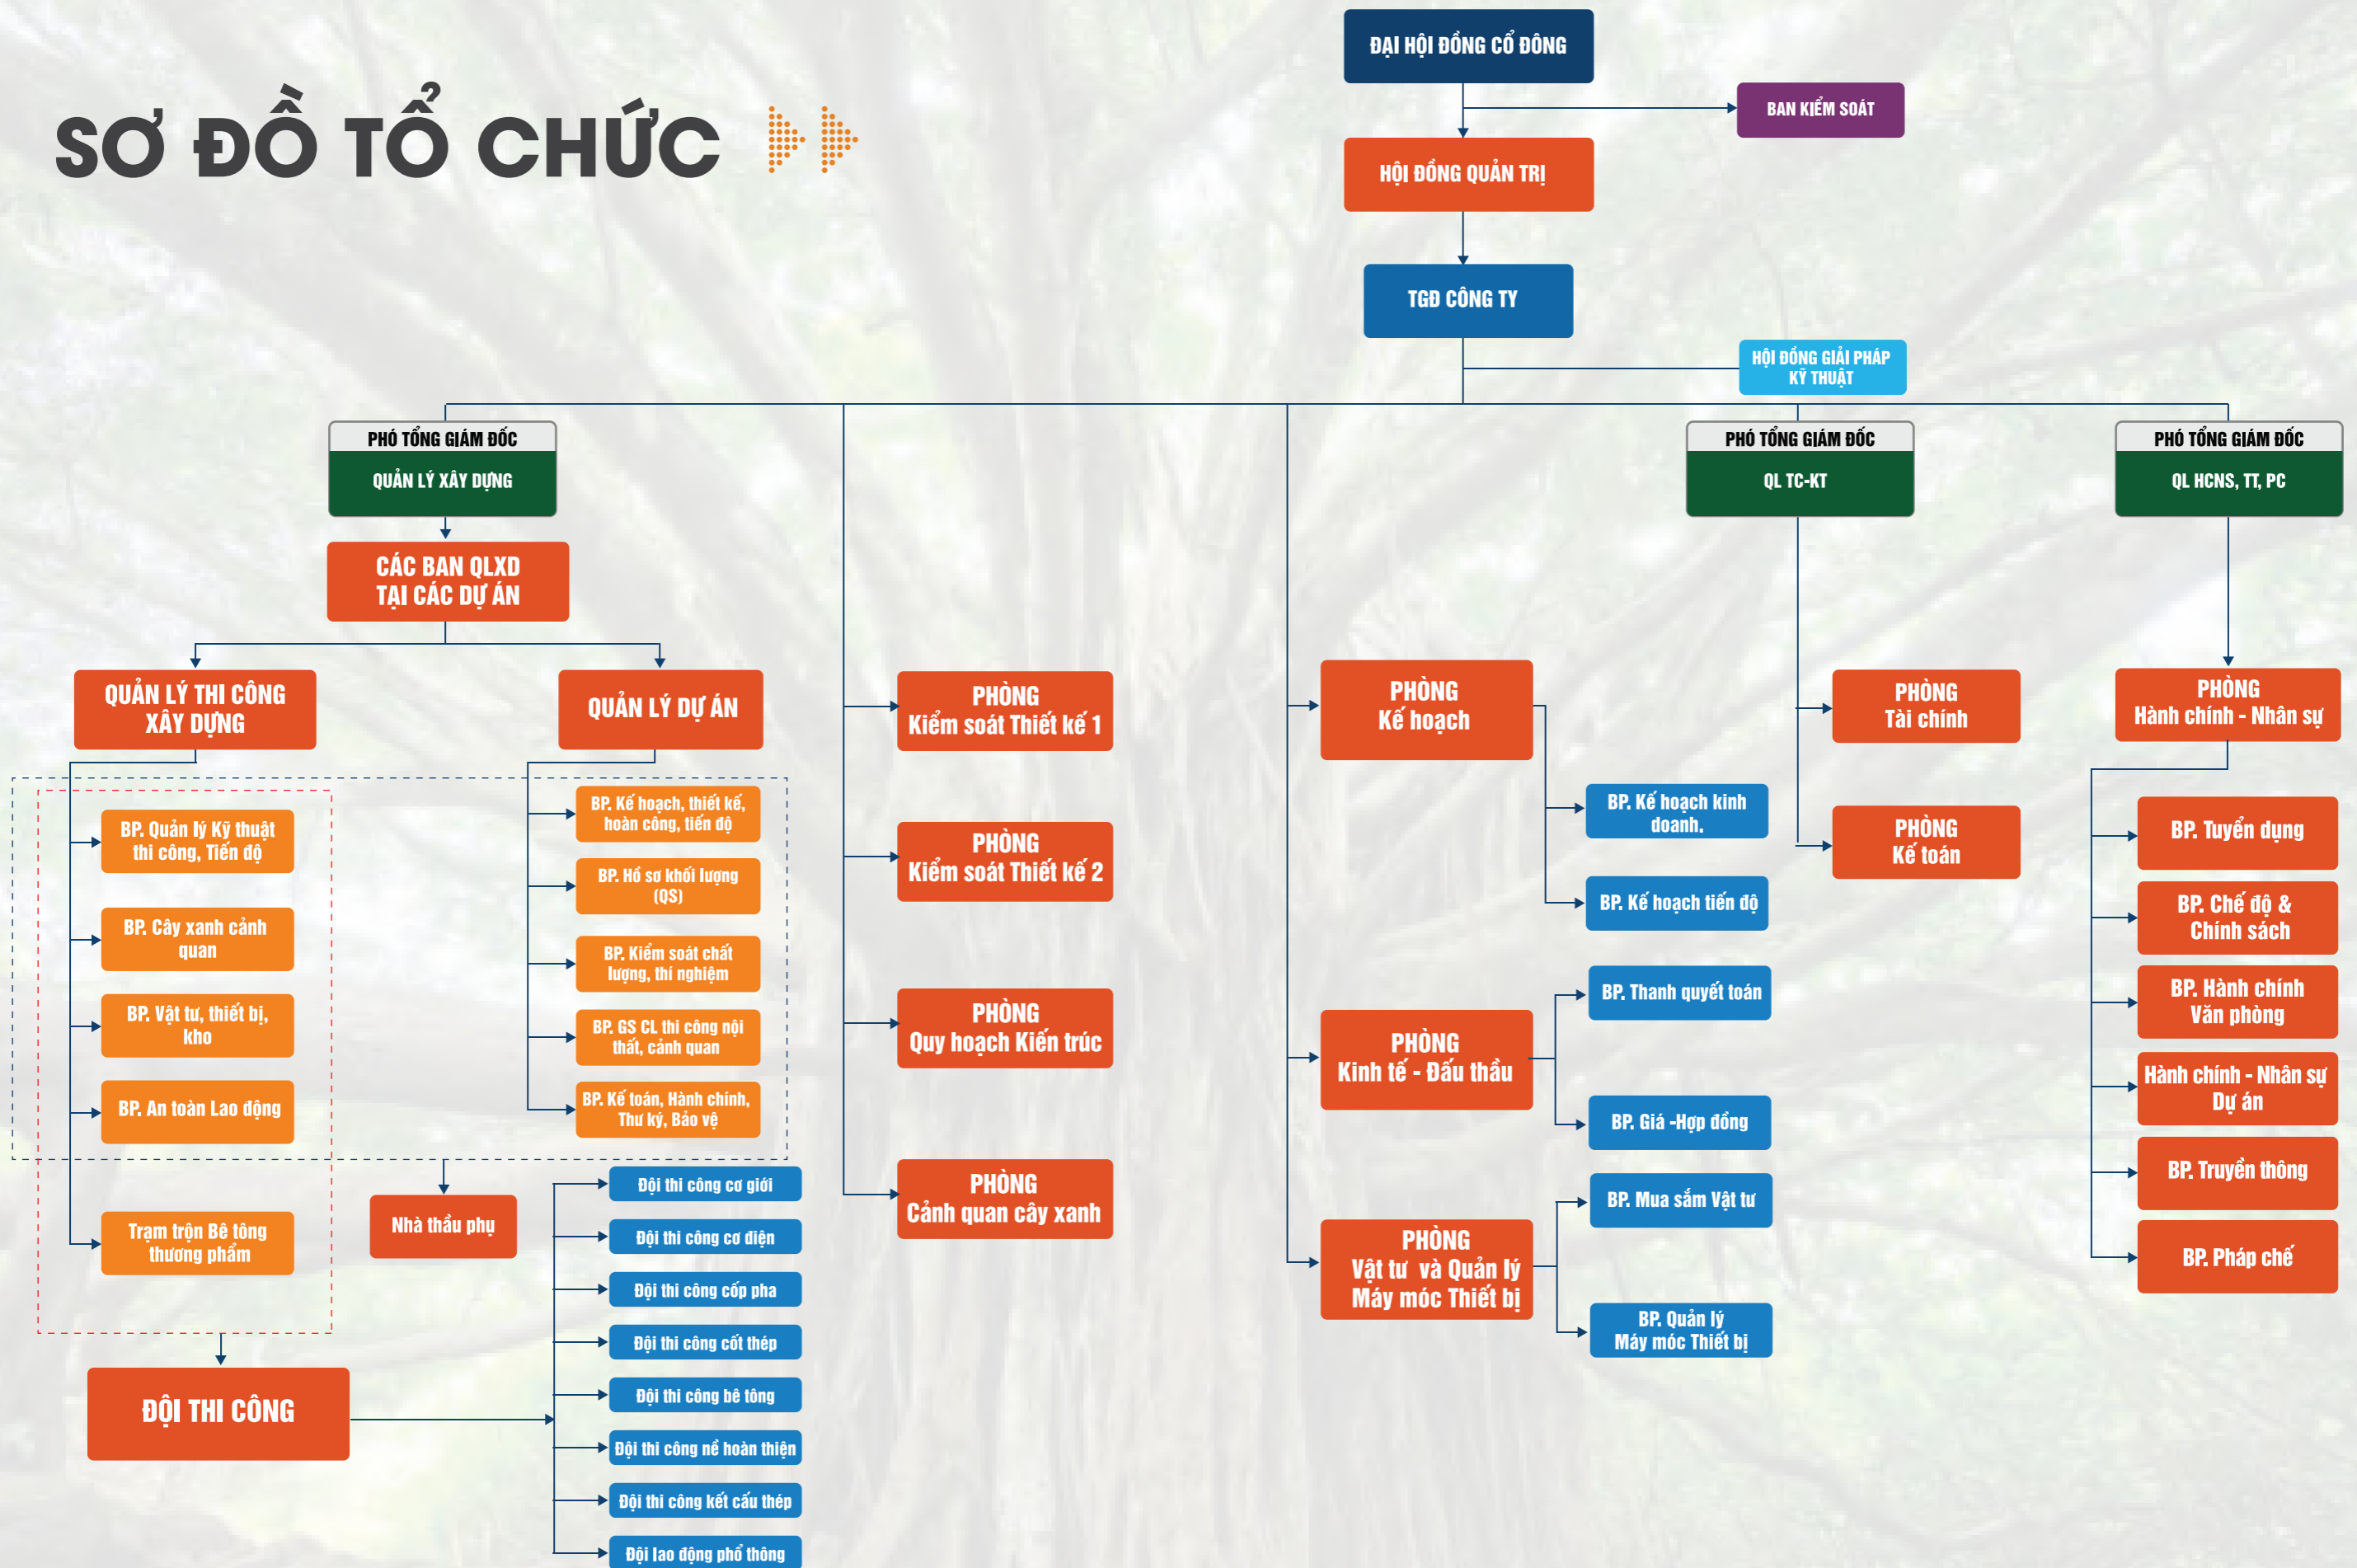 SƠ ĐỒ TỔ CHỨC
ĐẠI HỘI ĐỒNG CỔ ĐÔNG
BAN KIỂM SOÁT
HỘI ĐỒNG QUẢN TRỊ
TGĐ CÔNG TY
HỘI ĐỒNG GIẢI PHÁP
KỸ THUẬT
PHÓ TỔNG GIÁM ĐỐC
QUẢN LÝ XÂY DỰNG
PHÓ TỔNG GIÁM ĐỐC
QL TC-KT
PHÓ TỔNG GIÁM ĐỐC
QL HCNS, TT, PC
CÁC BAN QLXD
TẠI CÁC DỰ ÁN
QUẢN LÝ THI CÔNG
XÂY DỰNG
QUẢN LÝ DỰ ÁN
BP. Quản lý Kỹ thuật
thi công, Tiến độ
BP. Cây xanh cảnh
quan
BP. Vật tư, thiết bị,
kho
BP. An toàn Lao động
Trạm trộn Bê tông
thương phẩm
BP. Kế hoạch, thiết kế,
hoàn công, tiến độ
BP. Hồ sơ khối lượng
(QS)
BP. Kiểm soát chất
lượng, thí nghiệm
BP. GS CL thi công nội
thất, cảnh quan
BP. Kế toán, Hành chính,
Thư ký, Bảo vệ
Nhà thầu phụ
ĐỘI THI CÔNG
Đội thi công cơ giới
Đội thi công cơ điện
Đội thi công cốp pha
Đội thi công cốt thép
Đội thi công bê tông
Đội thi công nề hoàn thiện
Đội thi công kết cấu thép
Đội lao động phổ thông
PHÒNG
Kiểm soát Thiết kế 1
PHÒNG
Kiểm soát Thiết kế 2
PHÒNG
Quy hoạch Kiến trúc
PHÒNG
Cảnh quan cây xanh
PHÒNG
Kế hoạch
BP. Kế hoạch kinh
doanh.
BP. Kế hoạch tiến độ
PHÒNG
Kinh tế - Đấu thầu
BP. Thanh quyết toán
BP. Giá -Hợp đồng
PHÒNG
Vật tư và Quản lý
Máy móc Thiết bị
BP. Mua sắm Vật tư
BP. Quản lý
Máy móc Thiết bị
PHÒNG
Tài chính
PHÒNG
Kế toán
PHÒNG
Hành chính - Nhân sự
BP. Tuyển dụng
BP. Chế độ &
Chính sách
BP. Hành chính
Văn phòng
Hành chính - Nhân sự
Dự án
BP. Truyền thông
BP. Pháp chế